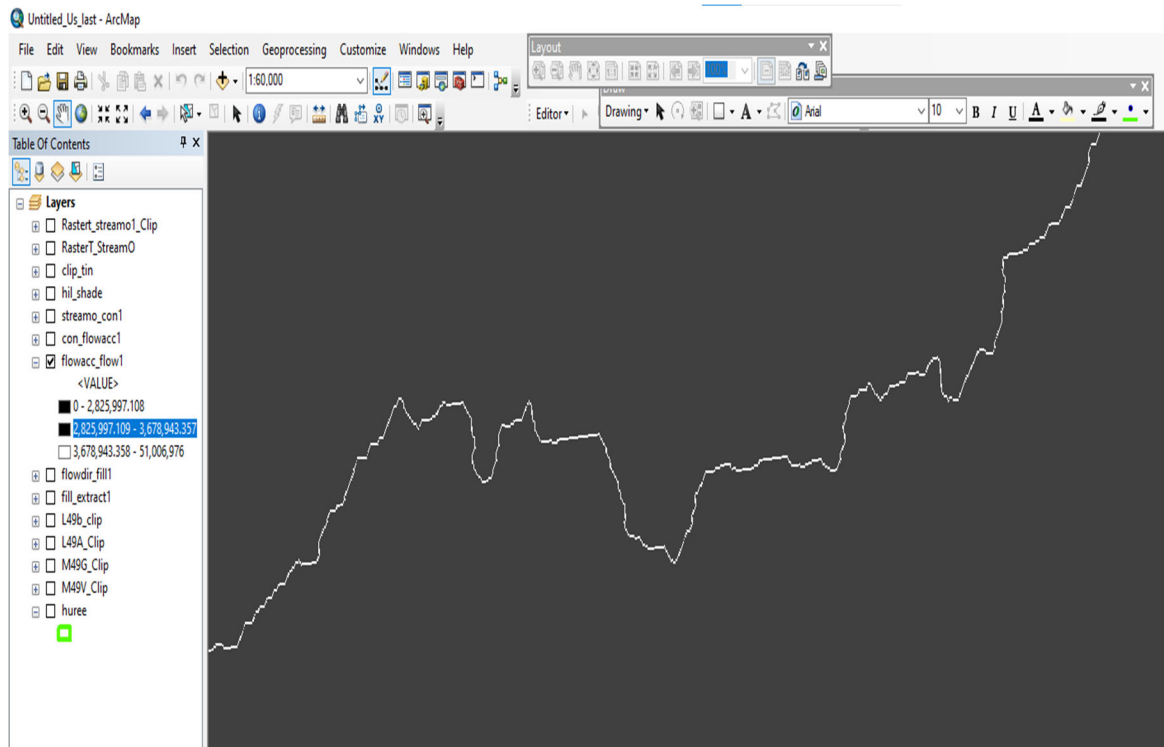 Untitled_Us_last - ArcMap
File Edit View Bookmarks Insert Selection Geoprocessing Customize Windows Help
Layout
1:60,000
Editor
Drawing A Arial 10 B I U A
Table Of Contents
Layers
Rastert_streamo1_Clip
RasterT_StreamO
clip_tin
hil_shade
streamo_con1
con_flowacc1
flowacc_flow1
<VALUE>
0 - 2,825,997.108
2,825,997.109 - 3,678,943.357
3,678,943.358 - 51,006,976
flowdir_fill1
fill_extract1
L49b_clip
L49A_Clip
M49G_Clip
M49V_Clip
huree